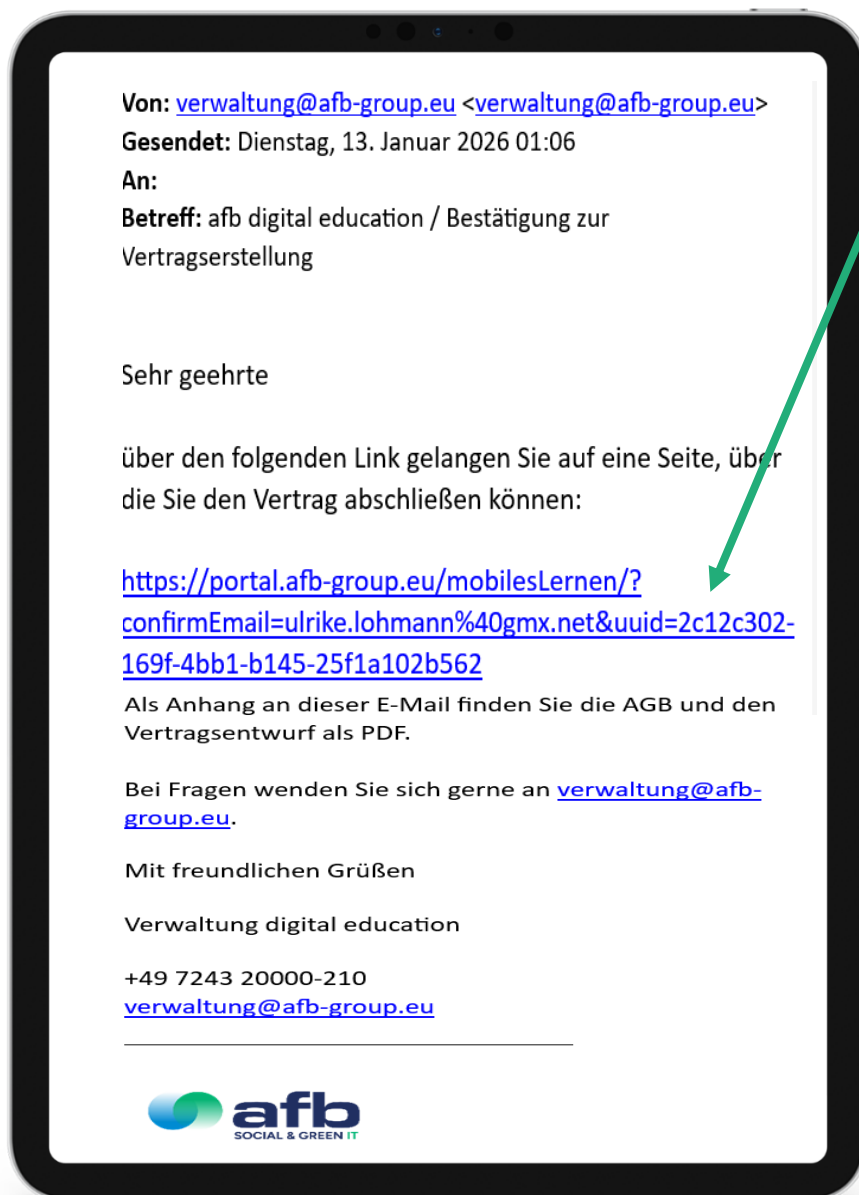 Von: verwaltung@afb-group.eu <verwaltung@afb-group.eu>
Gesendet: Dienstag, 13. Januar 2026 01:06
An:
Betreff: afb digital education / Bestätigung zur
Vertragserstellung
Sehr geehrte
über den folgenden Link gelangen Sie auf eine Seite, über
die Sie den Vertrag abschließen können:
https://portal.afb-group.eu/mobilesLernen/?
confirmEmail=ulrike.lohmann%40gmx.net&uuid=2c12c302-
169f-4bb1-b145-25f1a102b562
Als Anhang an dieser E-Mail finden Sie die AGB und den
Vertragsentwurf als PDF.
Bei Fragen wenden Sie sich gerne an verwaltung@afb-
group.eu.
Mit freundlichen Grüßen
Verwaltung digital education
+49 7243 20000-210
verwaltung@afb-group.eu
afb
SOCIAL & GREEN IT